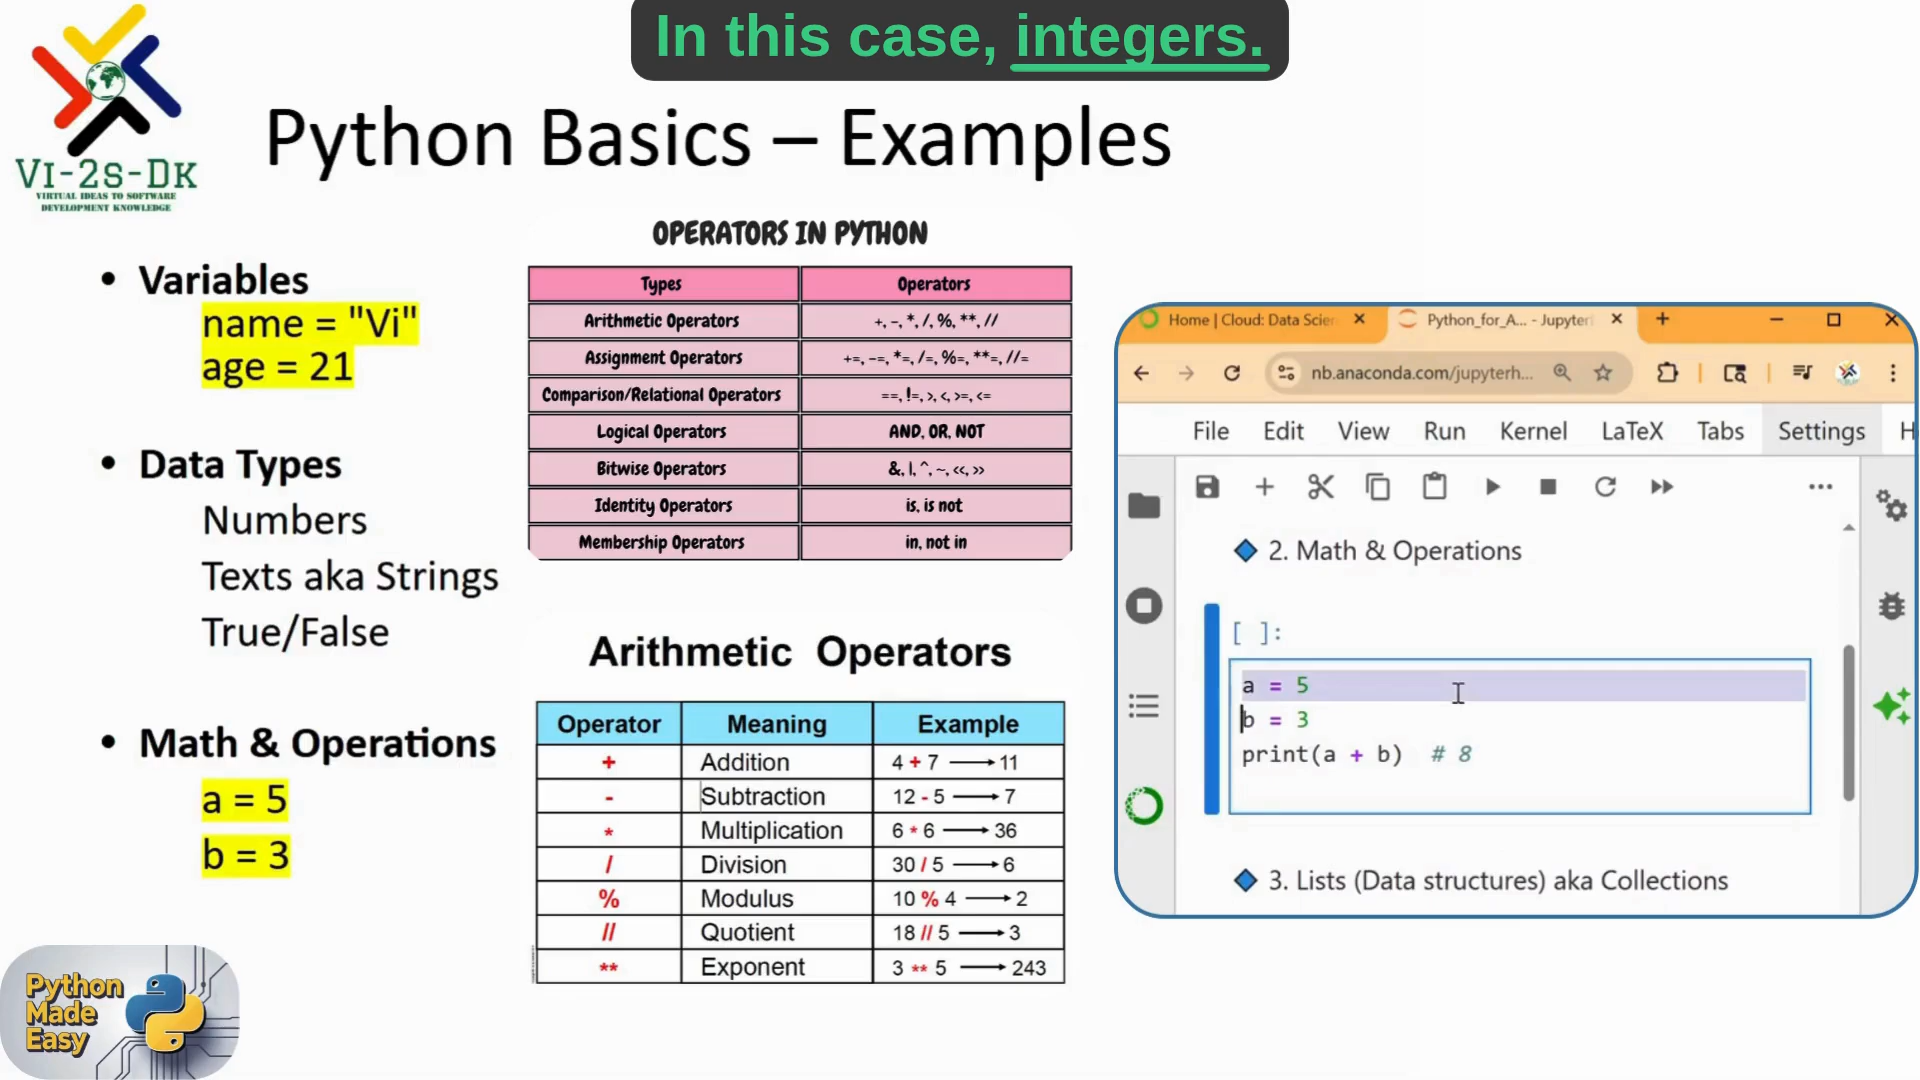 In this case, integers.
VI-2S-DK
VIRTUAL IDEAS TO SOFTWARE
DEVELOPMENT KNOWLEDGE
Python Basics – Examples
• Variables
name = "Vi"
age = 21
• Data Types
Numbers
Texts aka Strings
True/False
• Math & Operations
a = 5
b = 3
OPERATORS IN PYTHON
Types Operators
Arithmetic Operators +, -, *, /, %, **, //
Assignment Operators +=, -=, *=, /=, %=, **=, //=
Comparison/Relational Operators ==, !=, >, <, >=, <=
Logical Operators AND, OR, NOT
Bitwise Operators &, |, ^, ~, <<, >>
Identity Operators is, is not
Membership Operators in, not in
Arithmetic Operators
Operator Meaning Example
+ Addition 4 + 7 → 11
- Subtraction 12 - 5 → 7
* Multiplication 6 * 6 → 36
/ Division 30 / 5 → 6
% Modulus 10 % 4 → 2
// Quotient 18 // 5 → 3
** Exponent 3 ** 5 → 243
Home | Cloud: Data Scien Python_for_A... - Jupyter
nb.anaconda.com/jupyterh...
File Edit View Run Kernel LaTeX Tabs Settings H
2. Math & Operations
[ ]:
a = 5
b = 3
print(a + b) # 8
3. Lists (Data structures) aka Collections
Python
Made
Easy